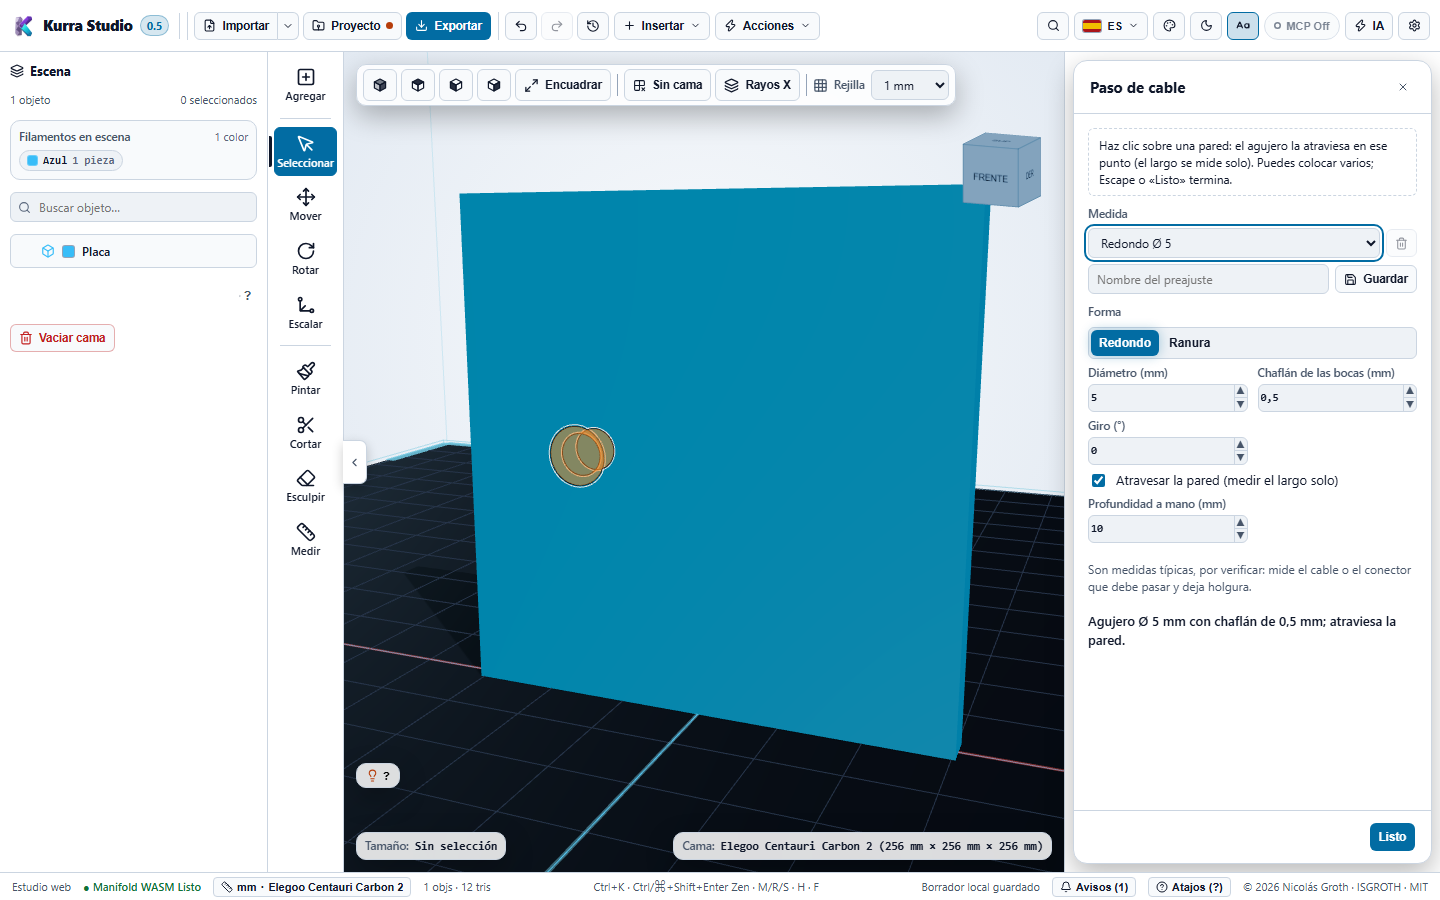 Kurra Studio 0.5 Importar Proyecto Exportar Insertar Acciones ES Aa MCP Off IA
Escena
1 objeto 0 seleccionados
Filamentos en escena 1 color
Azul 1 pieza
Buscar objeto...
Placa
?
Vaciar cama
Agregar
Seleccionar
Mover
Rotar
Escalar
Pintar
Cortar
Esculpir
Medir
Encuadrar Sin cama Rayos X Rejilla 1 mm
FRENTE
DER
?
Tamaño: Sin selección
Cama: Elegoo Centauri Carbon 2 (256 mm × 256 mm × 256 mm)
Paso de cable
Haz clic sobre una pared: el agujero la atraviesa en ese
punto (el largo se mide solo). Puedes colocar varios;
Escape o «Listo» termina.
Medida
Redondo Ø 5
Nombre del preajuste Guardar
Forma
Redondo Ranura
Diámetro (mm) Chaflán de las bocas (mm)
5 0,5
Giro (°)
0
Atravesar la pared (medir el largo solo)
Profundidad a mano (mm)
10
Son medidas típicas, por verificar: mide el cable o el conector
que debe pasar y deja holgura.
Agujero Ø 5 mm con chaflán de 0,5 mm; atraviesa la
pared.
Listo
Estudio web ● Manifold WASM Listo mm · Elegoo Centauri Carbon 2 1 objs · 12 tris Ctrl+K · Ctrl/⌘+Shift+Enter Zen · M/R/S · H · F Borrador local guardado Avisos (1) Atajos (?) © 2026 Nicolás Groth · ISGROTH · MIT